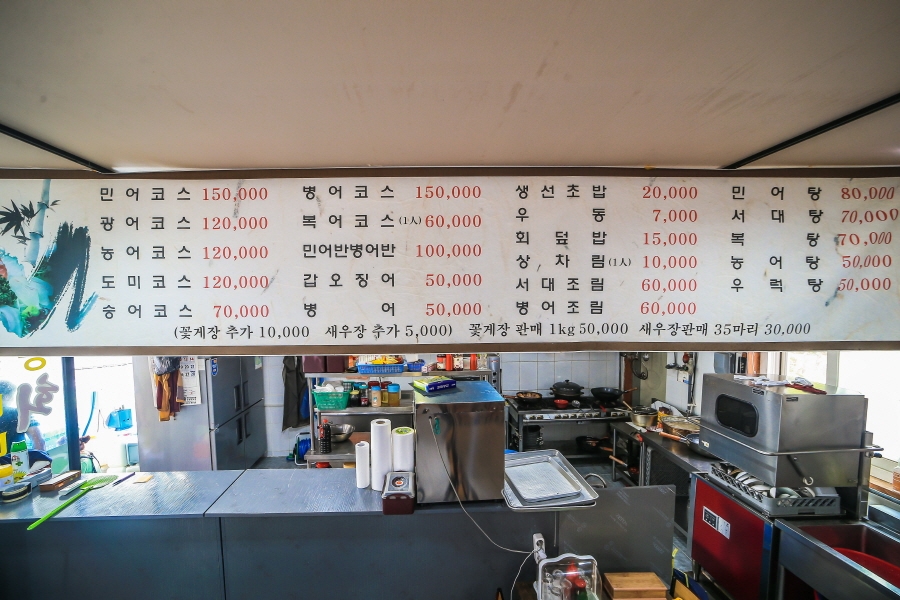 민어코스 150,000
광어코스 120,000
농어코스 120,000
도미코스 120,000
숭어코스 70,000
병어코스 150,000
복어코스(1人) 60,000
민어반병어반 100,000
갑오징어 50,000
병어 50,000
생선초밥 20,000
우동 7,000
회덮밥 15,000
상차림(1人) 10,000
서대조림 60,000
병어조림 60,000
민어탕 80,000
서대탕 70,000
복탕 70,000
농어탕 50,000
우럭탕 50,000
(꽃게장 추가 10,000 새우장 추가 5,000) 꽃게장 판매 1kg 50,000 새우장판매 35마리 30,000
회